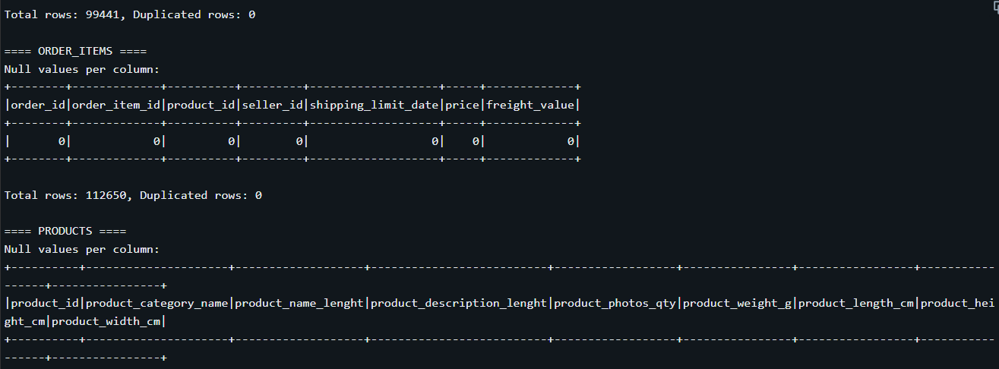 Total rows: 99441, Duplicated rows: 0
==== ORDER_ITEMS ====
Null values per column:
+--------+-------------+----------+---------+-------------------+-----+-------------+
|order_id|order_item_id|product_id|seller_id|shipping_limit_date|price|freight_value|
+--------+-------------+----------+---------+-------------------+-----+-------------+
|       0|            0|         0|        0|                  0|    0|            0|
+--------+-------------+----------+---------+-------------------+-----+-------------+
Total rows: 112650, Duplicated rows: 0
==== PRODUCTS ====
Null values per column:
+----------+---------------------+-------------------+--------------------------+------------------+----------------+-----------------+-----------
------+----------------+
|product_id|product_category_name|product_name_lenght|product_description_lenght|product_photos_qty|product_weight_g|product_length_cm|product_hei
ght_cm|product_width_cm|
+----------+---------------------+-------------------+--------------------------+------------------+----------------+-----------------+-----------
------+----------------+